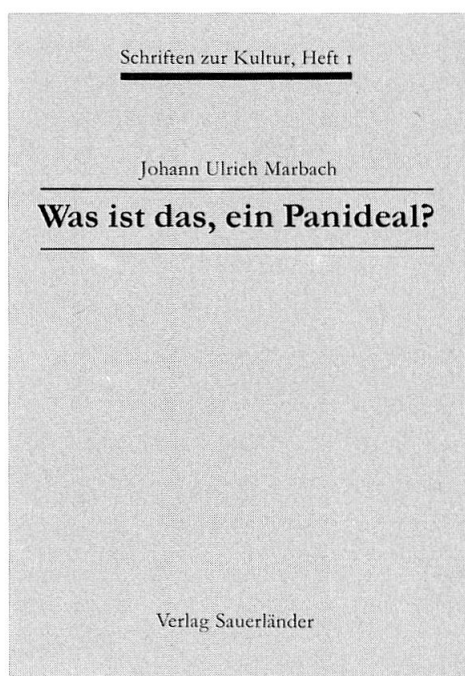 Schriften zur Kultur, Heft 1
Johann Ulrich Marbach
Was ist das, ein Panideal?
Verlag Sauerländer